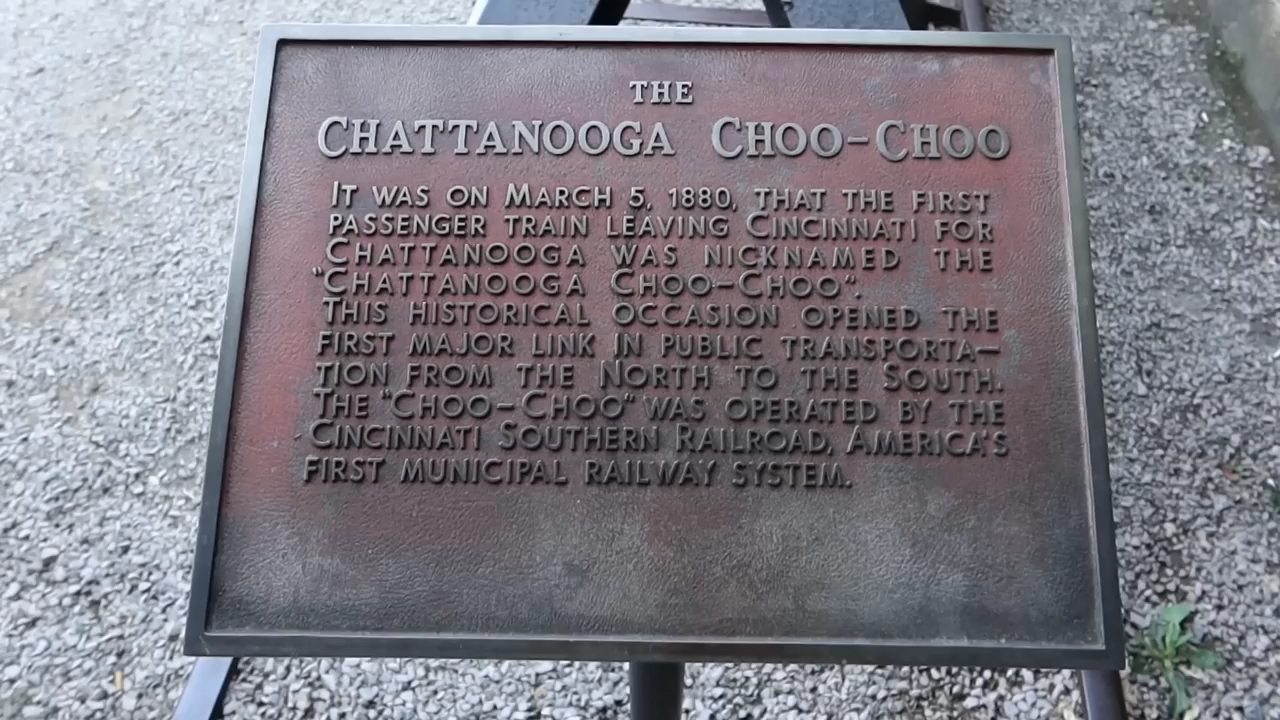 THE
CHATTANOOGA CHOO-CHOO
IT WAS ON MARCH 5, 1880, THAT THE FIRST
PASSENGER TRAIN LEAVING CINCINNATI FOR
CHATTANOOGA WAS NICKNAMED THE
"CHATTANOOGA CHOO-CHOO".
THIS HISTORICAL OCCASION OPENED THE
FIRST MAJOR LINK IN PUBLIC TRANSPORTA-
TION FROM THE NORTH TO THE SOUTH.
THE "CHOO-CHOO" WAS OPERATED BY THE
CINCINNATI SOUTHERN RAILROAD, AMERICA'S
FIRST MUNICIPAL RAILWAY SYSTEM.